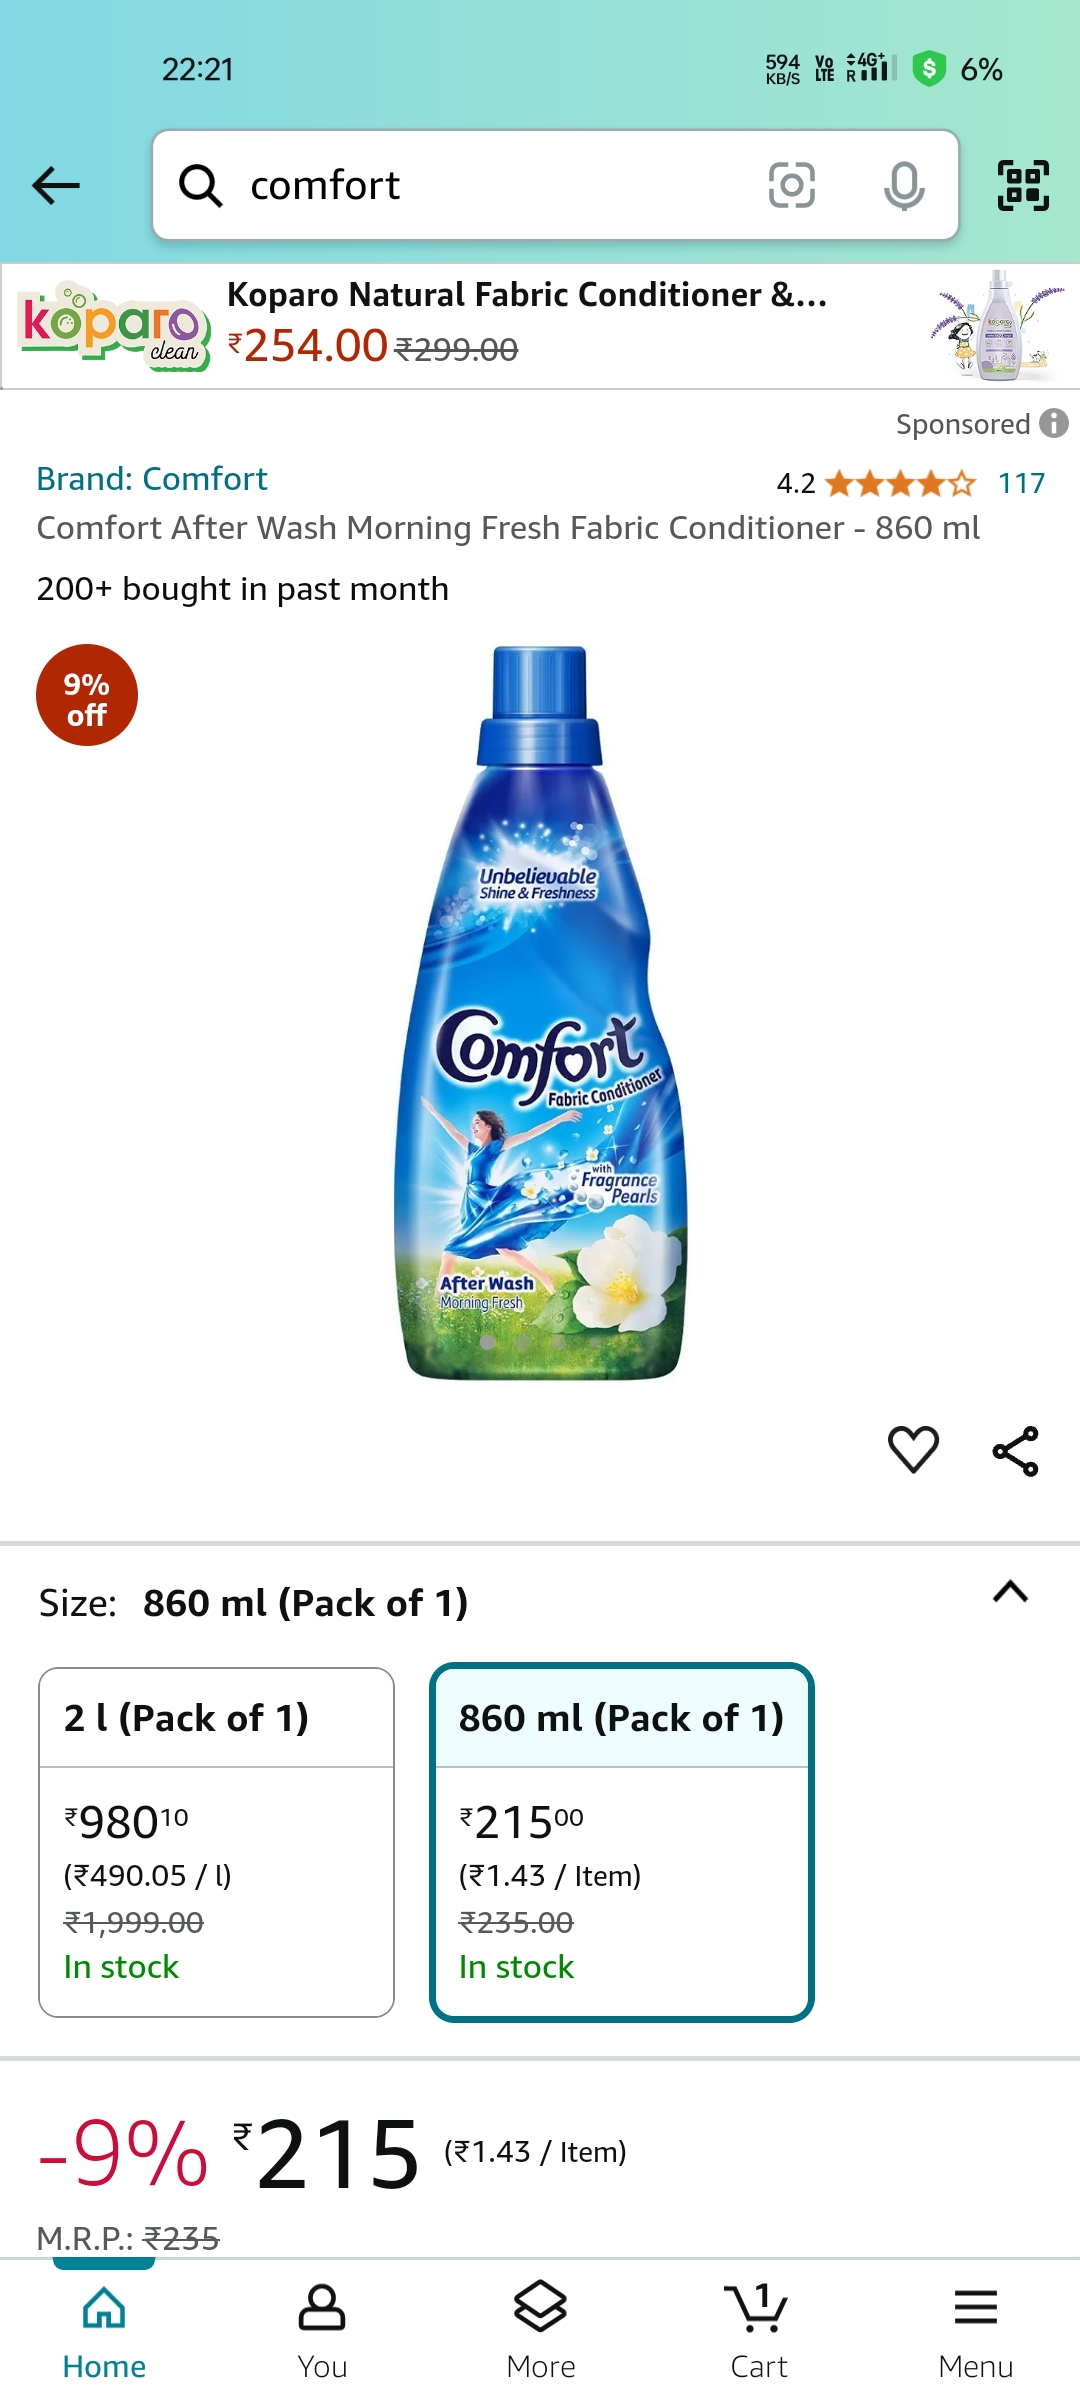 22:21
594 KB/S Vo LTE 4G+ R $ 6%
comfort
koparo clean
Koparo Natural Fabric Conditioner &...
₹254.00 ₹299.00
Sponsored
Brand: Comfort
4.2 117
Comfort After Wash Morning Fresh Fabric Conditioner - 860 ml
200+ bought in past month
9%
off
Unbelievable
Shine & Freshness
Comfort
Fabric Conditioner
with
Fragrance
Pearls
After Wash
Morning Fresh
Size: 860 ml (Pack of 1)
2 l (Pack of 1)
₹98010
(₹490.05 / l)
₹1,999.00
In stock
860 ml (Pack of 1)
₹21500
(₹1.43 / Item)
₹235.00
In stock
-9% ₹215 (₹1.43 / Item)
M.R.P.: ₹235
1
Home You More Cart Menu